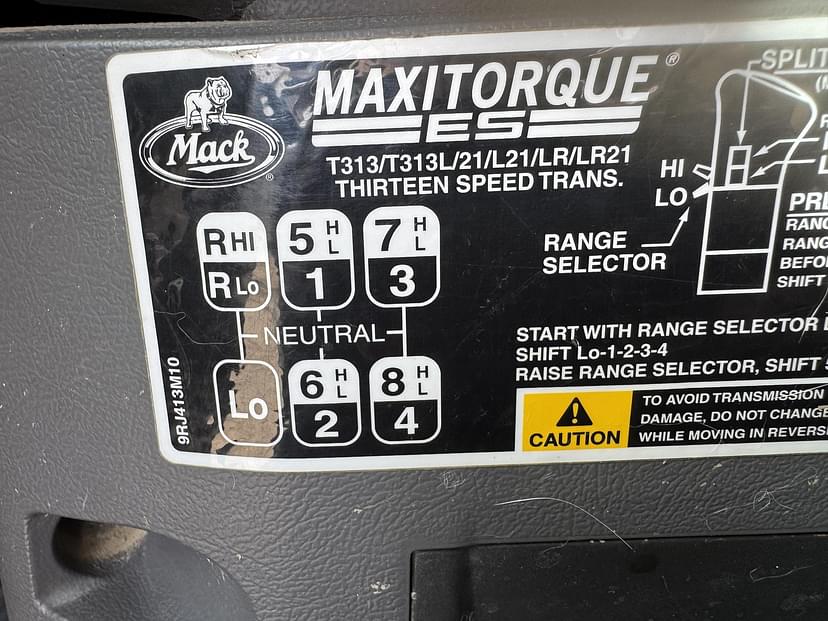 Mack®
MAXITORQUE®
ES
T313/T313L/21/L21/LR/LR21
THIRTEEN SPEED TRANS.
R HI
R Lo
5 H L
1
7 H L
3
NEUTRAL
Lo
6 H L
2
8 H L
4
9RJ413M10
HI
LO
RANGE
SELECTOR
START WITH RANGE SELECTOR
SHIFT Lo-1-2-3-4
RAISE RANGE SELECTOR, SHIFT 5
SHIFT
CAUTION
TO AVOID TRANSMISSION
DAMAGE, DO NOT CHANGE
WHILE MOVING IN